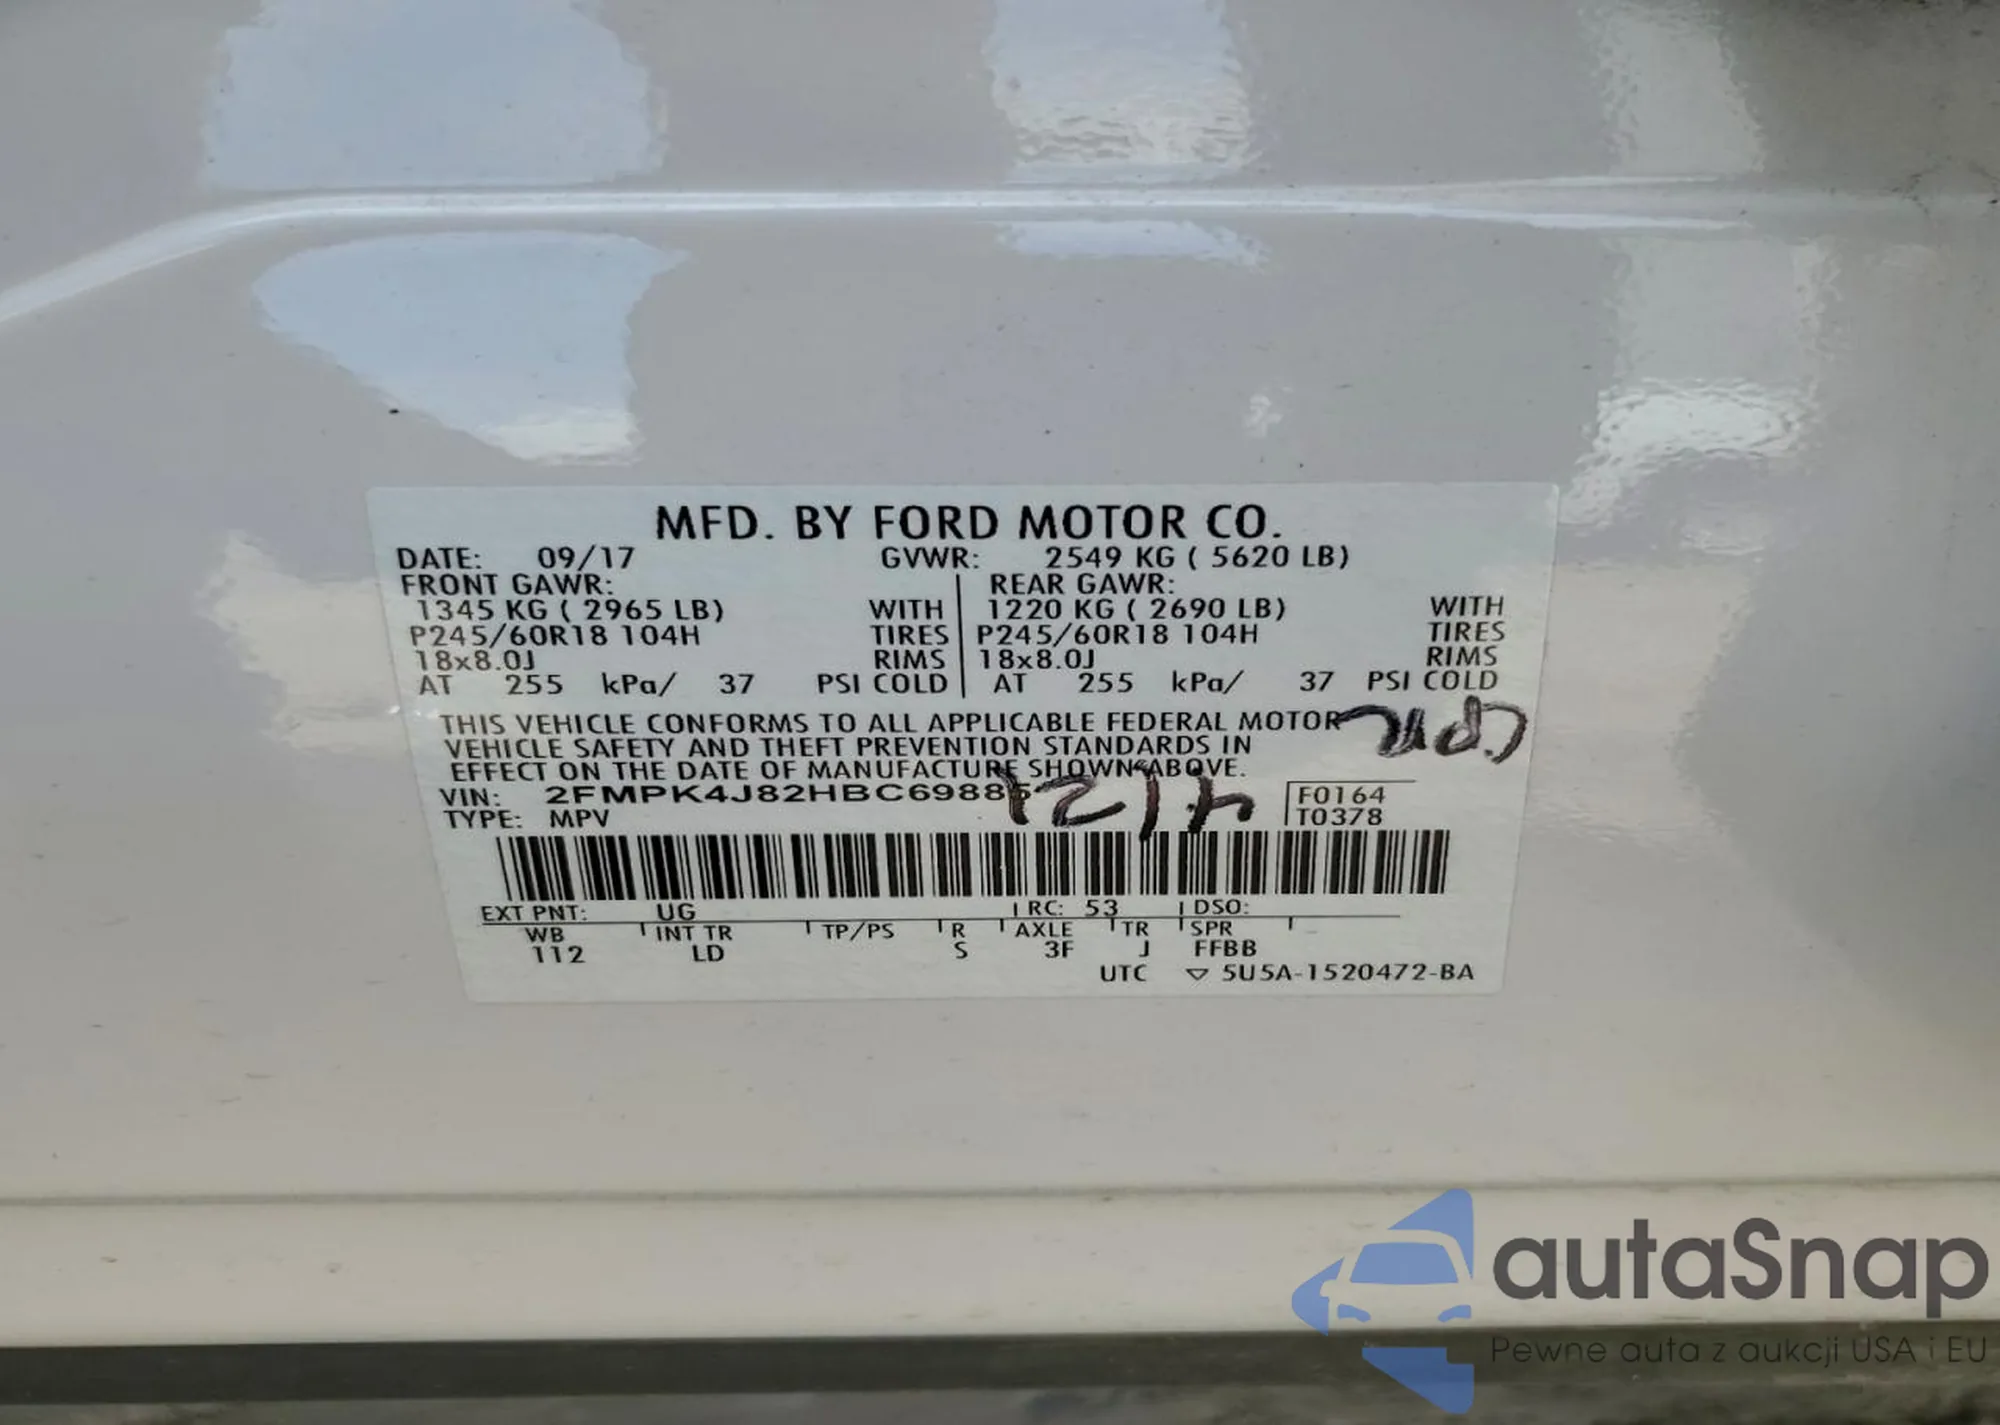 MFD. BY FORD MOTOR CO.
DATE: 09/17 GVWR: 2549 KG ( 5620 LB)
FRONT GAWR: REAR GAWR:
1345 KG ( 2965 LB) WITH 1220 KG ( 2690 LB) WITH
P245/60R18 104H TIRES P245/60R18 104H TIRES
18x8.0J RIMS 18x8.0J RIMS
AT 255 kPa/ 37 PSI COLD AT 255 kPa/ 37 PSI COLD
THIS VEHICLE CONFORMS TO ALL APPLICABLE FEDERAL MOTOR
VEHICLE SAFETY AND THEFT PREVENTION STANDARDS IN
EFFECT ON THE DATE OF MANUFACTURE SHOWN ABOVE.
VIN: 2FMPK4J82HBC69885 F0164
TYPE: MPV T0378
EXT PNT: UG RC: 53 DSO:
WB INT TR TP/PS R AXLE TR SPR
112 LD S 3F J FFBB
UTC ▽ 5U5A-1520472-BA
autaSnap
Pewne auta z aukcji USA i EU